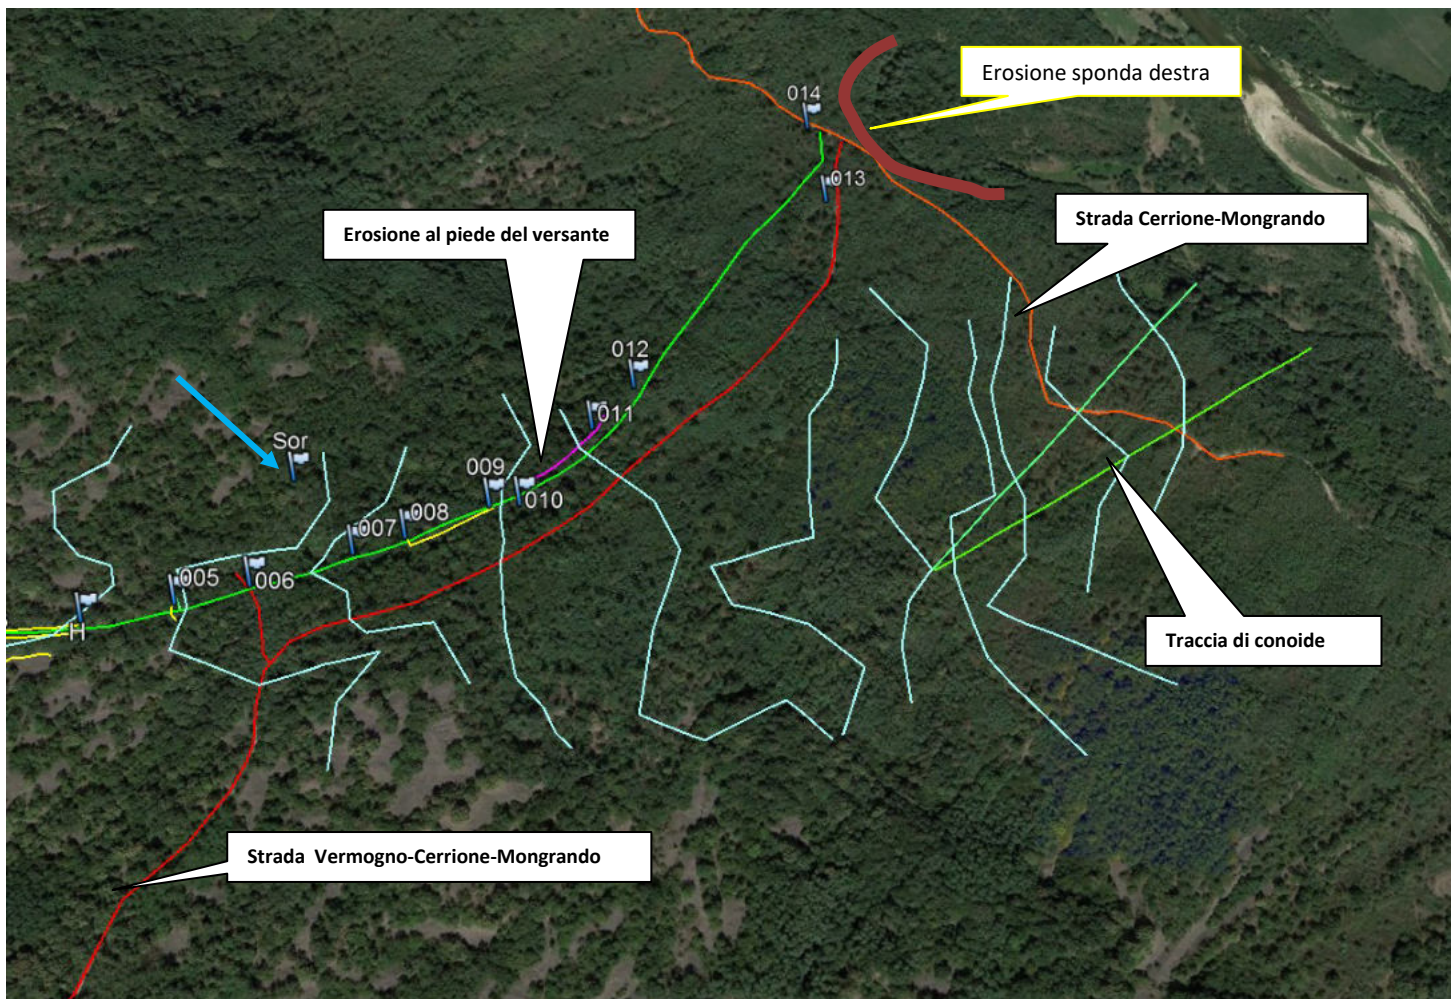 Erosione sponda destra
014
013
Strada Cerrione-Mongrando
Erosione al piede del versante
012
011
Sor
009
010
008
007
006
005
H
Traccia di conoide
Strada Vermogno-Cerrione-Mongrando